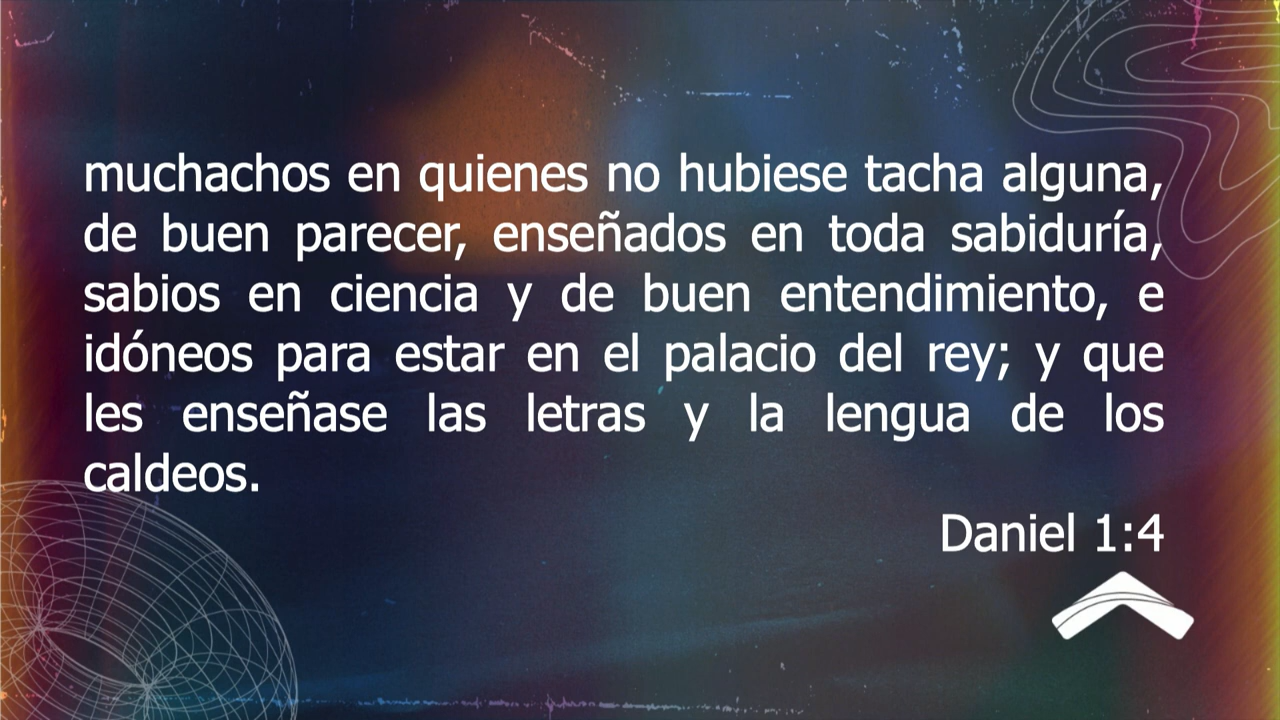 muchachos en quienes no hubiese tacha alguna,
de buen parecer, enseñados en toda sabiduría,
sabios en ciencia y de buen entendimiento, e
idóneos para estar en el palacio del rey; y que
les enseñase las letras y la lengua de los
caldeos.
Daniel 1:4